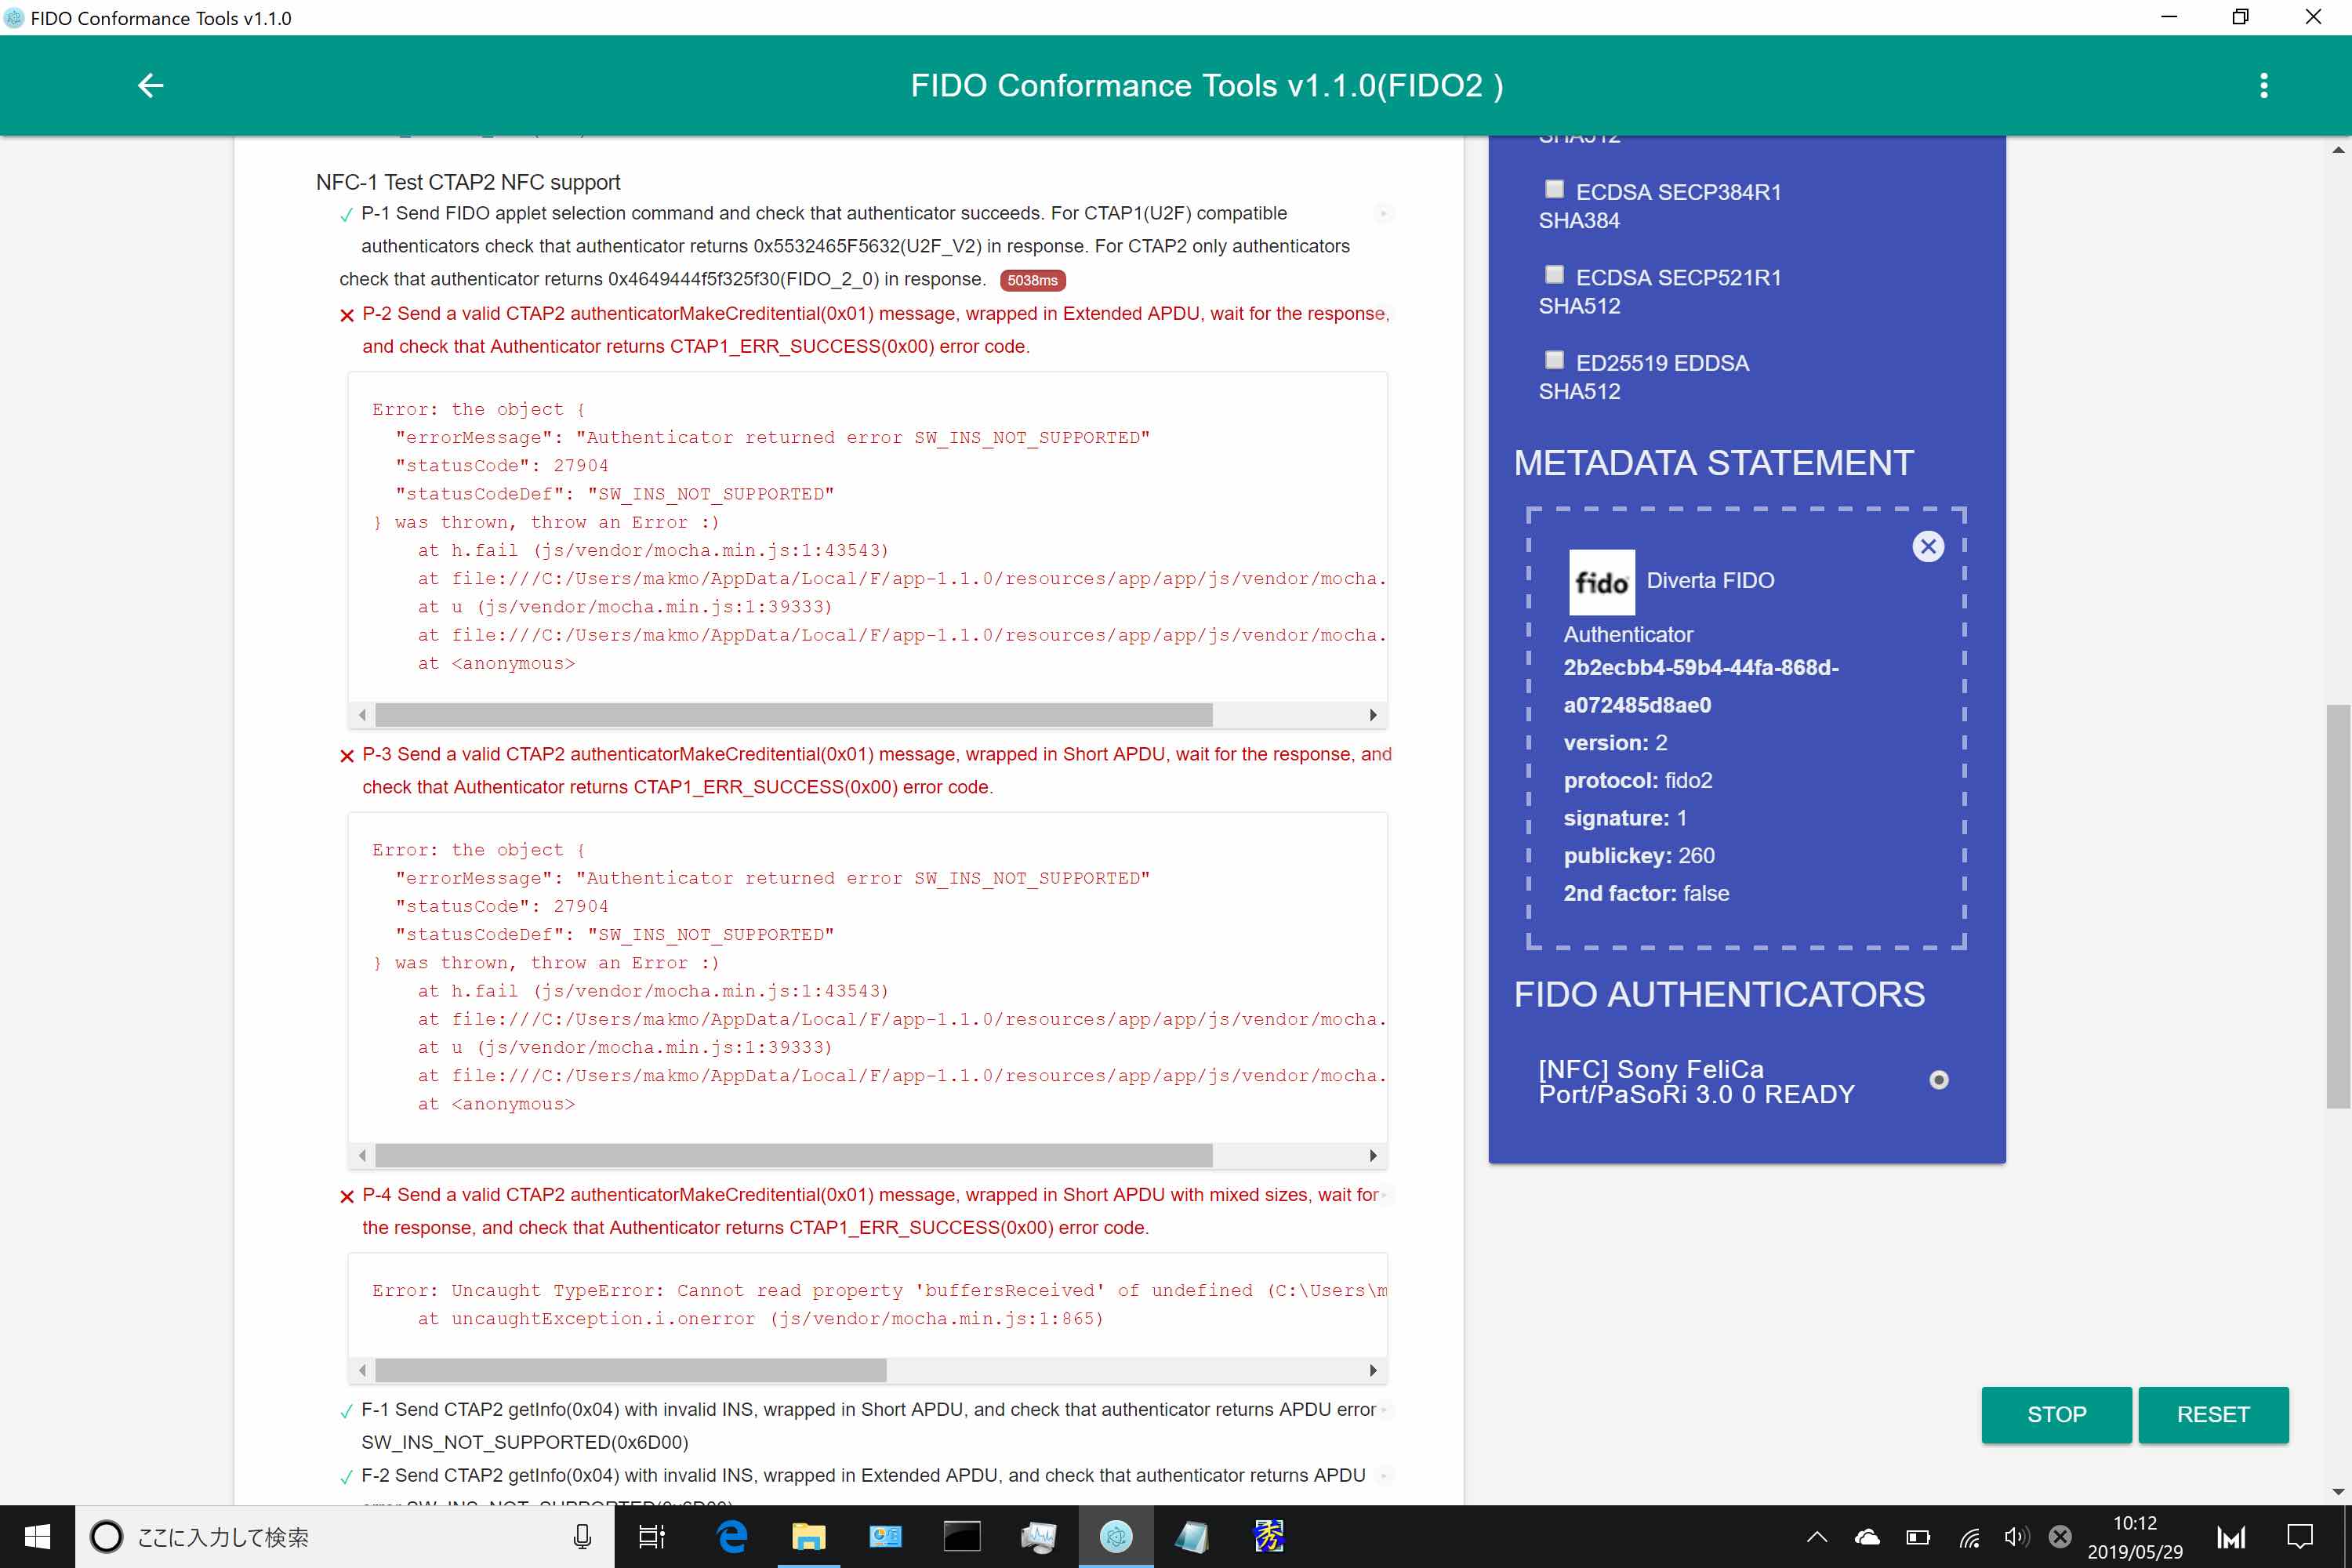 FIDO Conformance Tools v1.1.0
FIDO Conformance Tools v1.1.0(FIDO2 )
NFC-1 Test CTAP2 NFC support
✓ P-1 Send FIDO applet selection command and check that authenticator succeeds. For CTAP1(U2F) compatible
authenticators check that authenticator returns 0x5532465F5632(U2F_V2) in response. For CTAP2 only authenticators
check that authenticator returns 0x4649444f5f325f30(FIDO_2_0) in response. 5038ms
✕ P-2 Send a valid CTAP2 authenticatorMakeCreditential(0x01) message, wrapped in Extended APDU, wait for the response,
and check that Authenticator returns CTAP1_ERR_SUCCESS(0x00) error code.
Error: the object {
"errorMessage": "Authenticator returned error SW_INS_NOT_SUPPORTED"
"statusCode": 27904
"statusCodeDef": "SW_INS_NOT_SUPPORTED"
} was thrown, throw an Error :)
at h.fail (js/vendor/mocha.min.js:1:43543)
at file:///C:/Users/makmo/AppData/Local/F/app-1.1.0/resources/app/app/js/vendor/mocha.
at u (js/vendor/mocha.min.js:1:39333)
at file:///C:/Users/makmo/AppData/Local/F/app-1.1.0/resources/app/app/js/vendor/mocha.
at <anonymous>
✕ P-3 Send a valid CTAP2 authenticatorMakeCreditential(0x01) message, wrapped in Short APDU, wait for the response, and
check that Authenticator returns CTAP1_ERR_SUCCESS(0x00) error code.
Error: the object {
"errorMessage": "Authenticator returned error SW_INS_NOT_SUPPORTED"
"statusCode": 27904
"statusCodeDef": "SW_INS_NOT_SUPPORTED"
} was thrown, throw an Error :)
at h.fail (js/vendor/mocha.min.js:1:43543)
at file:///C:/Users/makmo/AppData/Local/F/app-1.1.0/resources/app/app/js/vendor/mocha.
at u (js/vendor/mocha.min.js:1:39333)
at file:///C:/Users/makmo/AppData/Local/F/app-1.1.0/resources/app/app/js/vendor/mocha.
at <anonymous>
✕ P-4 Send a valid CTAP2 authenticatorMakeCreditential(0x01) message, wrapped in Short APDU with mixed sizes, wait for
the response, and check that Authenticator returns CTAP1_ERR_SUCCESS(0x00) error code.
Error: Uncaught TypeError: Cannot read property 'buffersReceived' of undefined (C:\Users\m
at uncaughtException.i.onerror (js/vendor/mocha.min.js:1:865)
✓ F-1 Send CTAP2 getInfo(0x04) with invalid INS, wrapped in Short APDU, and check that authenticator returns APDU error
SW_INS_NOT_SUPPORTED(0x6D00)
✓ F-2 Send CTAP2 getInfo(0x04) with invalid INS, wrapped in Extended APDU, and check that authenticator returns APDU
error SW_INS_NOT_SUPPORTED(0x6D00)
SHA512
ECDSA SECP384R1
SHA384
ECDSA SECP521R1
SHA512
ED25519 EDDSA
SHA512
METADATA STATEMENT
fido Diverta FIDO
Authenticator
2b2ecbb4-59b4-44fa-868d-
a072485d8ae0
version: 2
protocol: fido2
signature: 1
publickey: 260
2nd factor: false
FIDO AUTHENTICATORS
[NFC] Sony FeliCa
Port/PaSoRi 3.0 0 READY
STOP RESET
ここに入力して検索
秀
10:12
2019/05/29